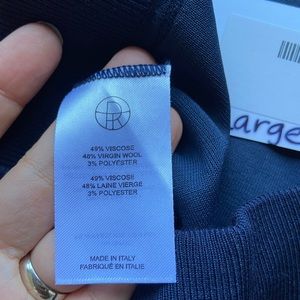 49% VISCOSE
48% VIRGIN WOOL
3% POLYESTER
49% VISCOSE
48% LAINE VIERGE
3% POLYESTER
MADE IN ITALY
FABRIQUÉ EN ITALIE
arge